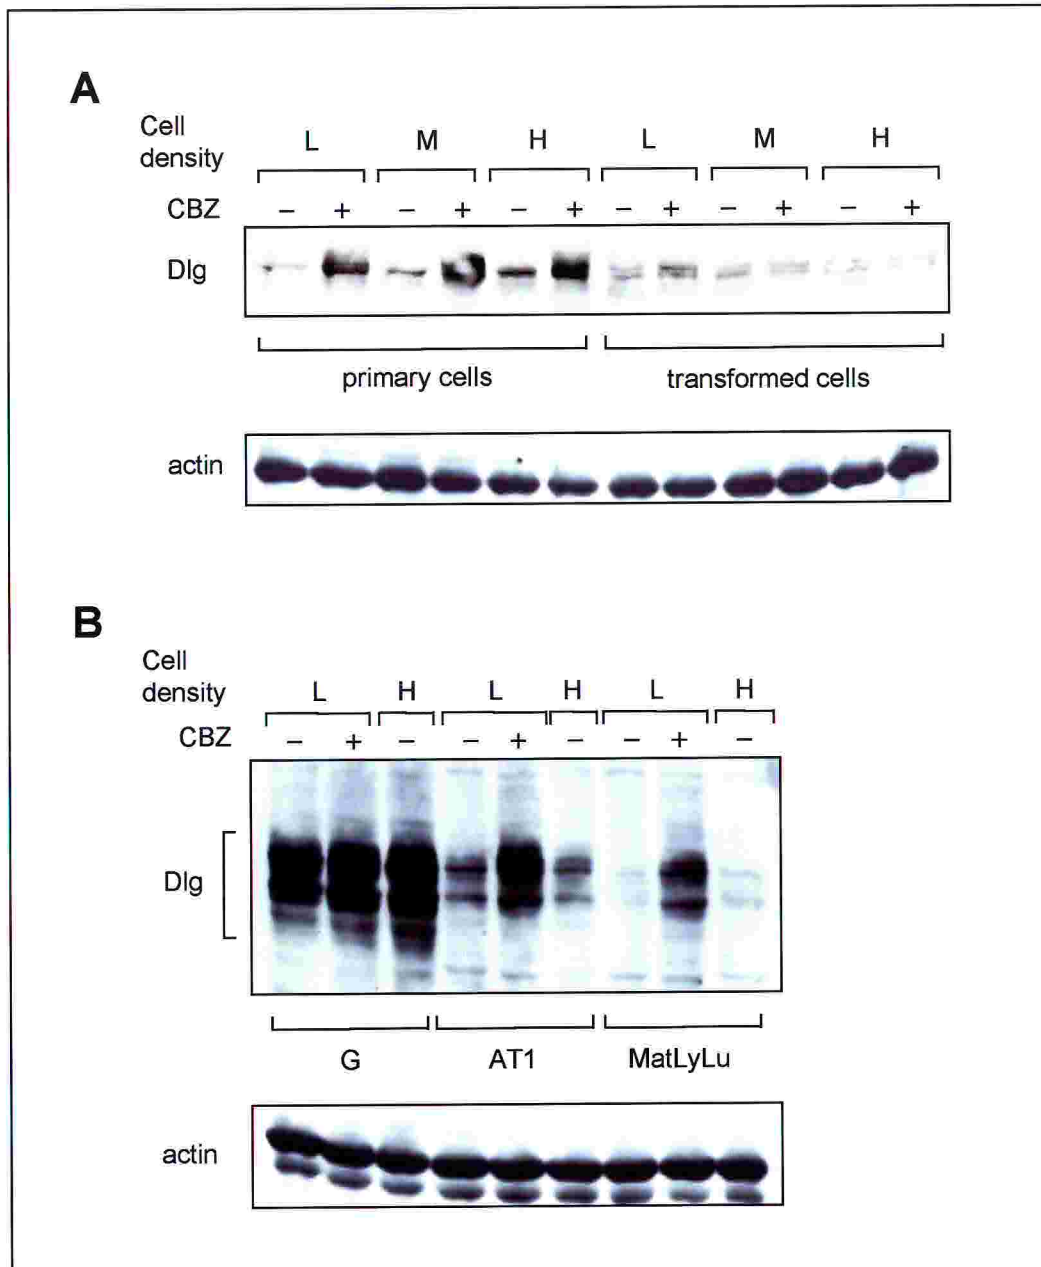 A
Cell
density
L M H L M H
CBZ
− + − + − + − + − + − +
Dlg
primary cells transformed cells
actin
B
Cell
density
L H L H L H
CBZ
− + − − + − − + −
Dlg
G AT1 MatLyLu
actin